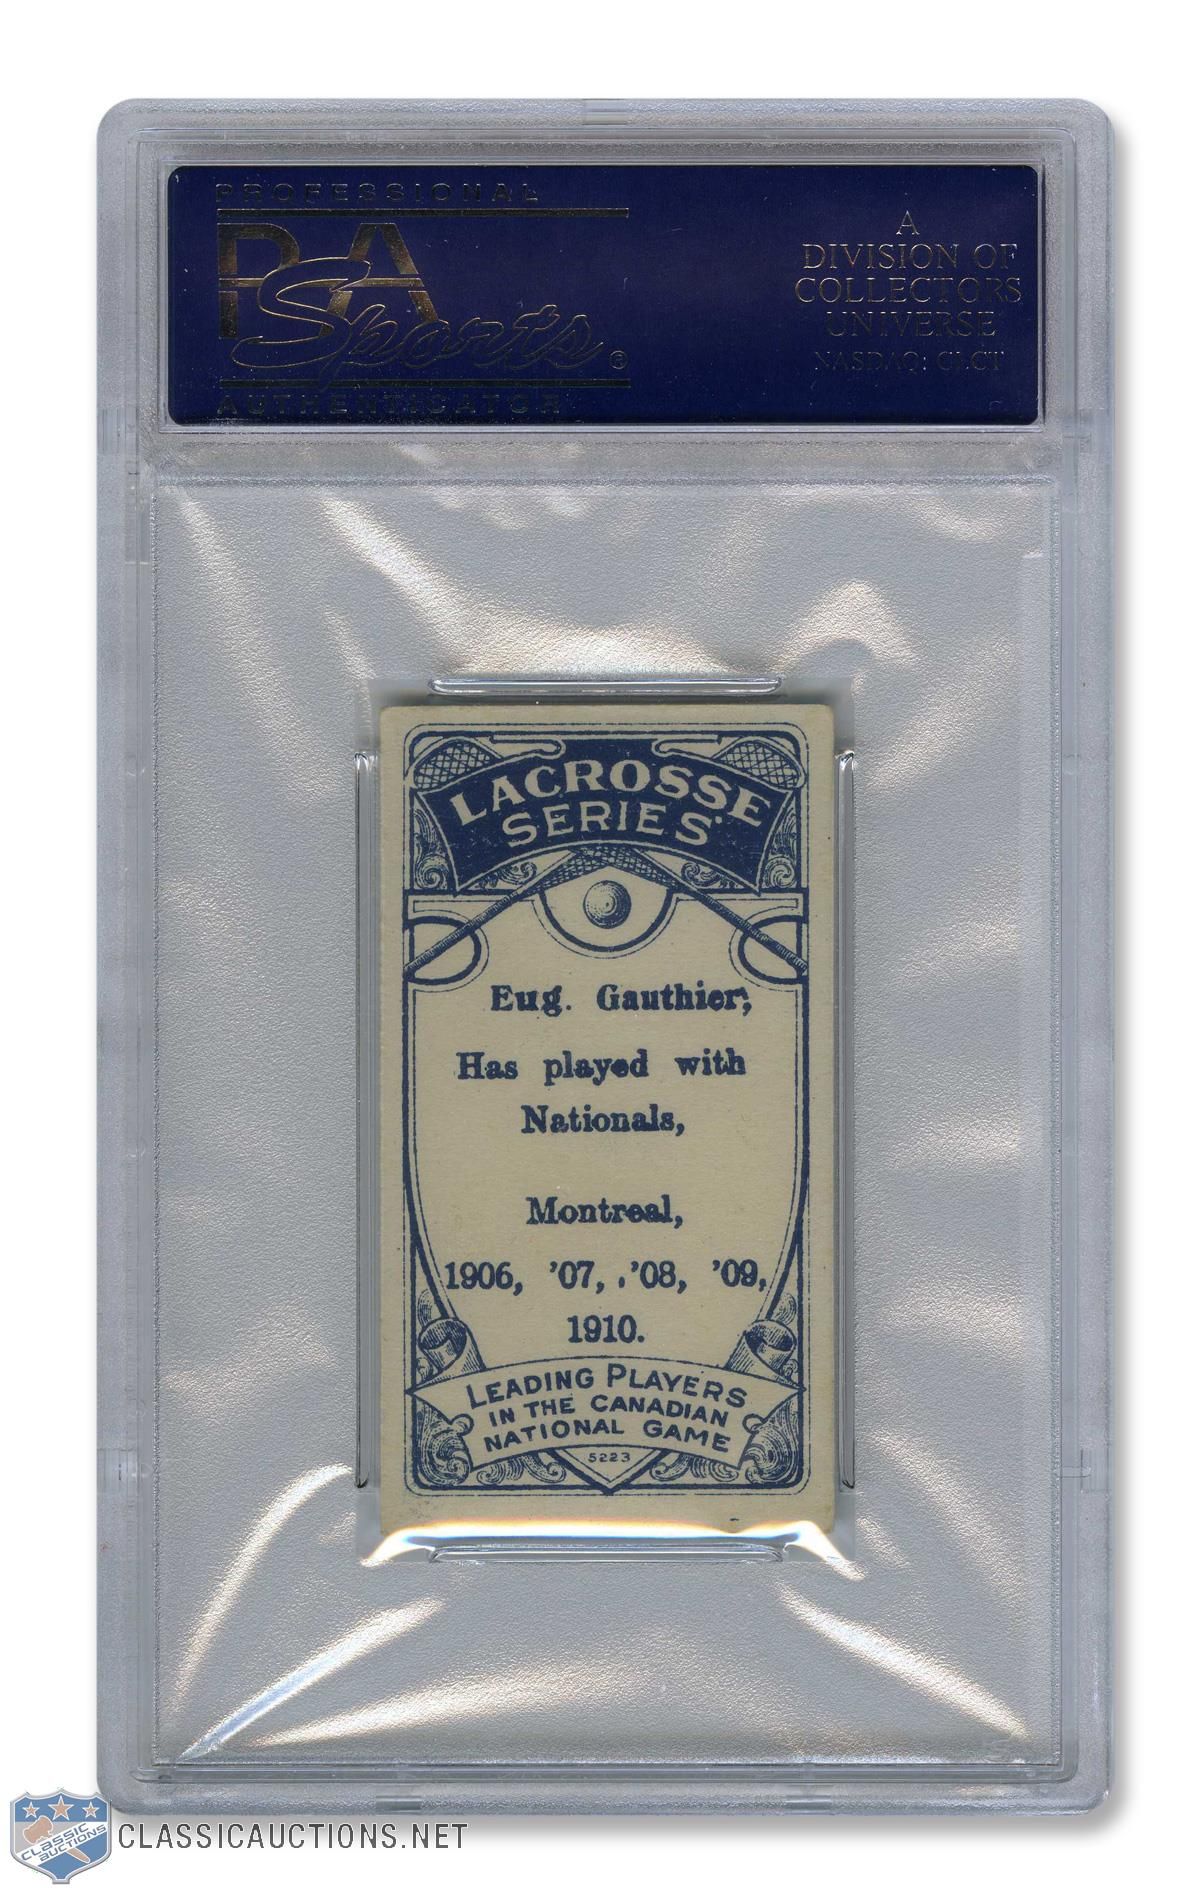 PROFESSIONAL
PSA
Sports®
AUTHENTICATOR
A
DIVISION OF
COLLECTORS
UNIVERSE
NASDAQ: CLCT
LACROSSE
SERIES
Eug. Gauthier,
Has played with
Nationals,
Montreal,
1906, '07, .'08, '09,
1910.
LEADING PLAYERS
IN THE CANADIAN
NATIONAL GAME
5223
CLASSIC
AUCTIONS
CLASSICAUCTIONS.NET